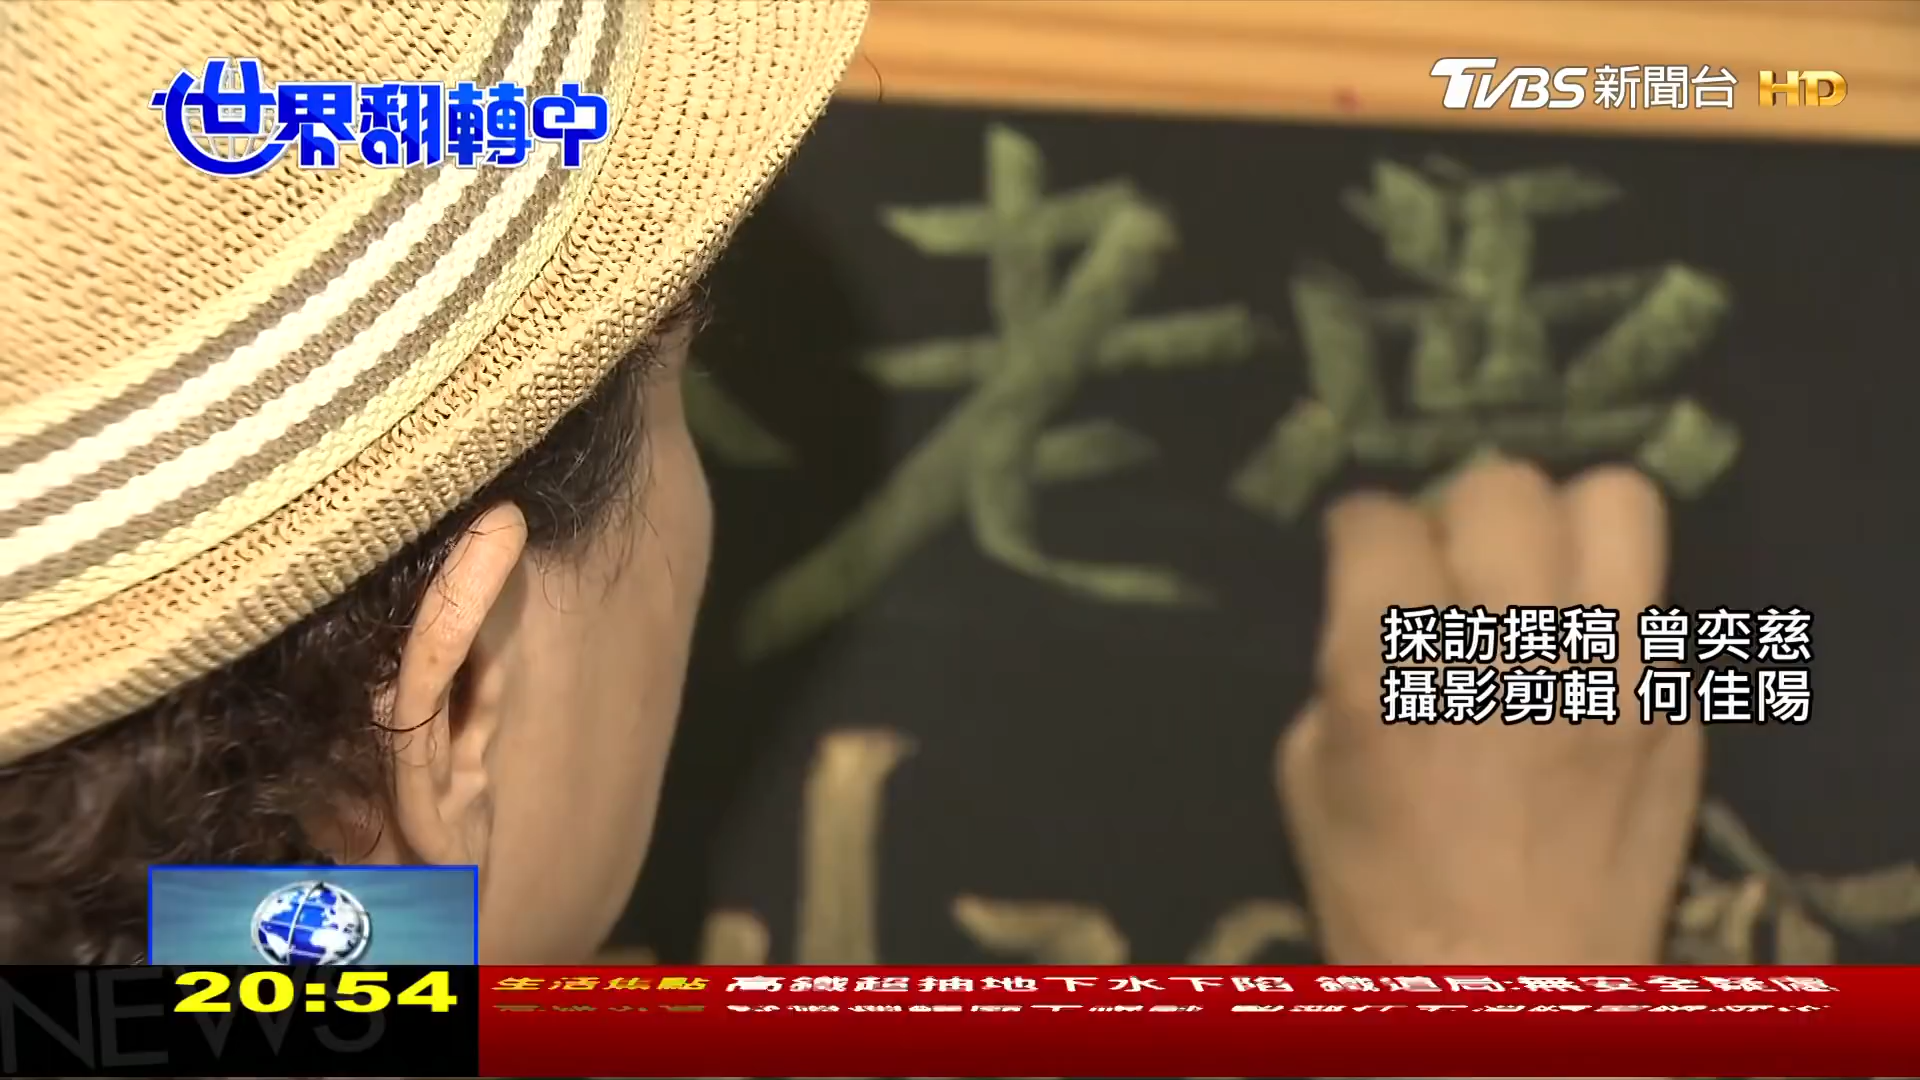 世界翻轉中
TVBS新聞台 HD
老
採訪撰稿 曾奕慈
攝影剪輯 何佳陽
NEWS
20:54
生活焦點 高鐵超抽地下水下陷 鐵道局:無安全疑慮